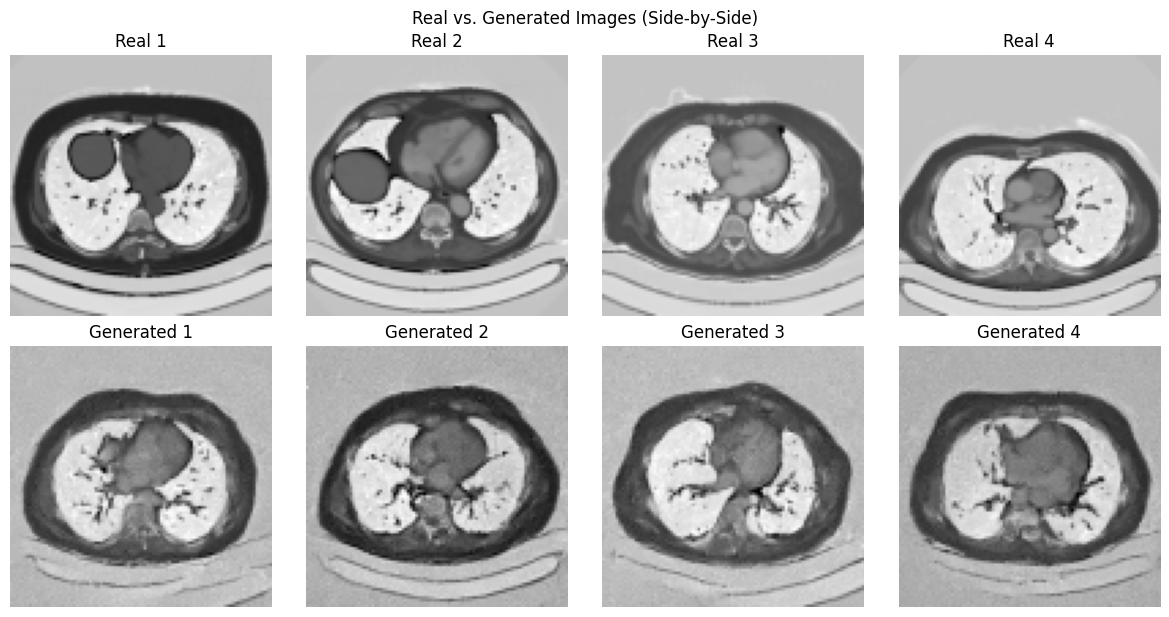 Real vs. Generated Images (Side-by-Side)
Real 1
Real 2
Real 3
Real 4
Generated 1
Generated 2
Generated 3
Generated 4